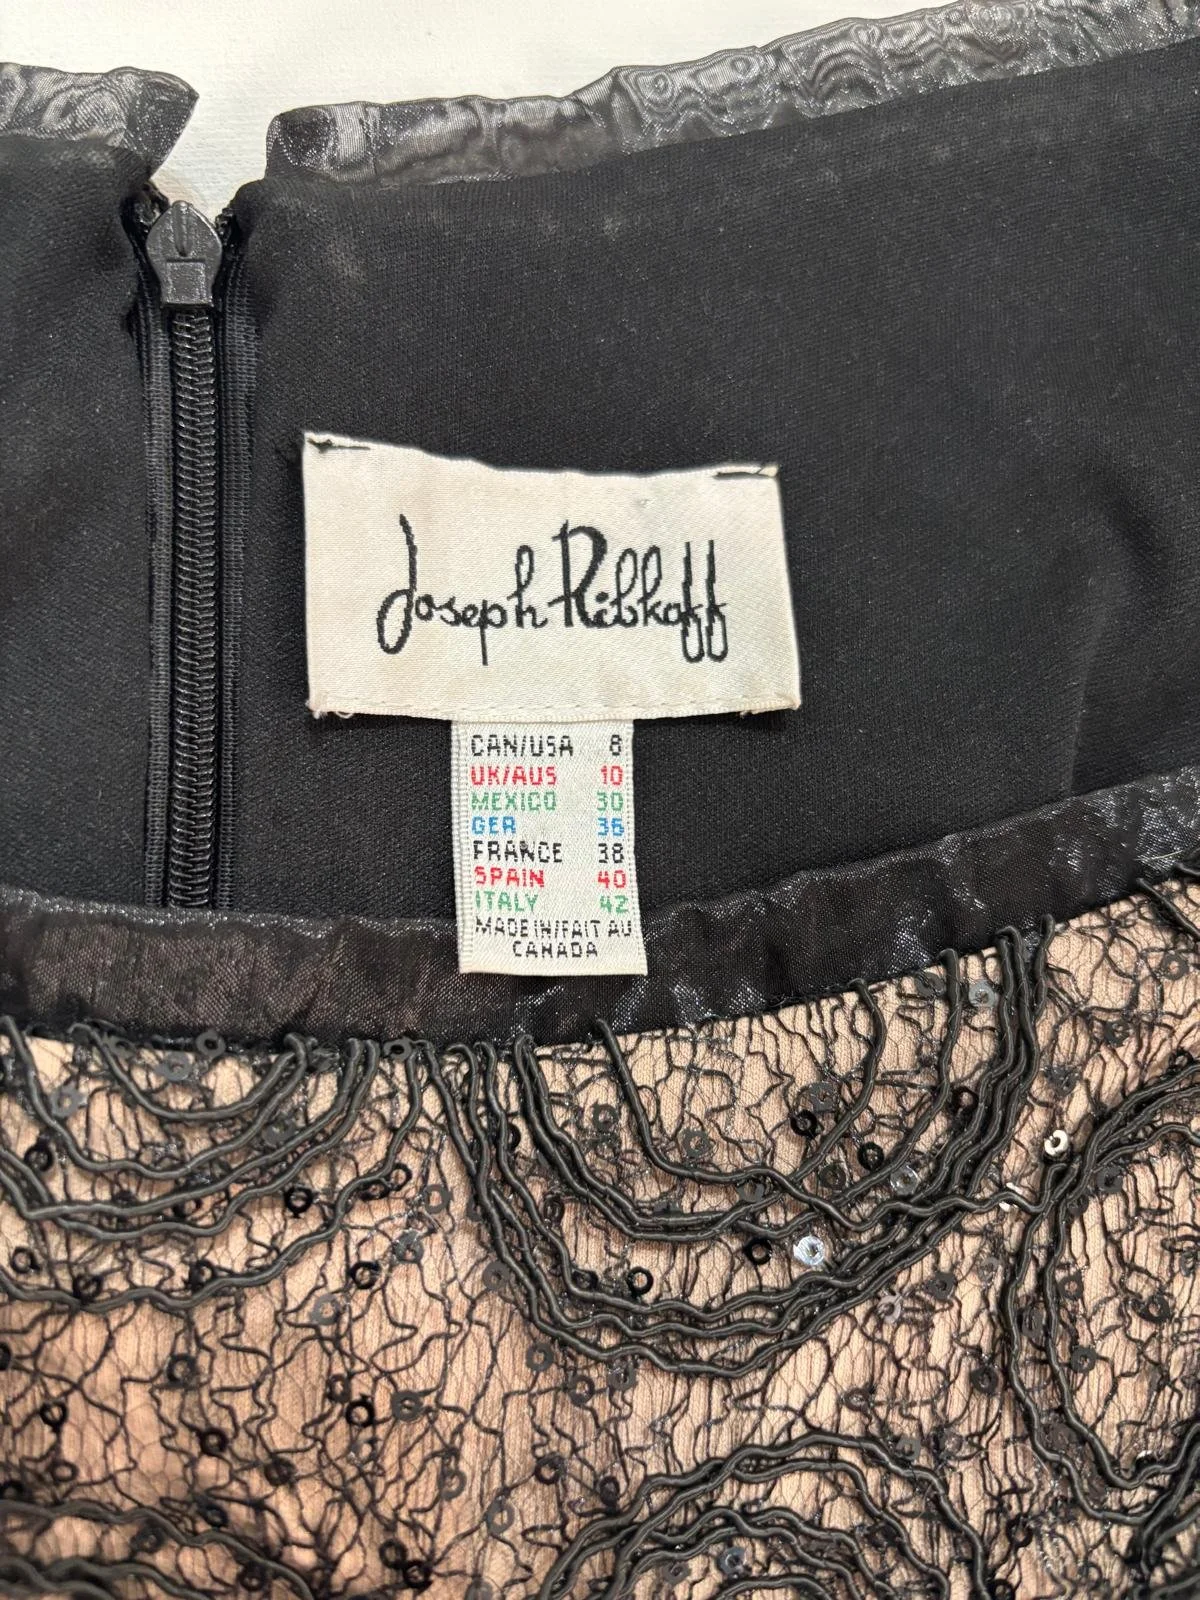 Joseph Ribkoff
CAN/USA 8
UK/AUS 10
MEXICO 30
GER 36
FRANCE 38
SPAIN 40
ITALY 42
MADE IN/FAIT AU
CANADA